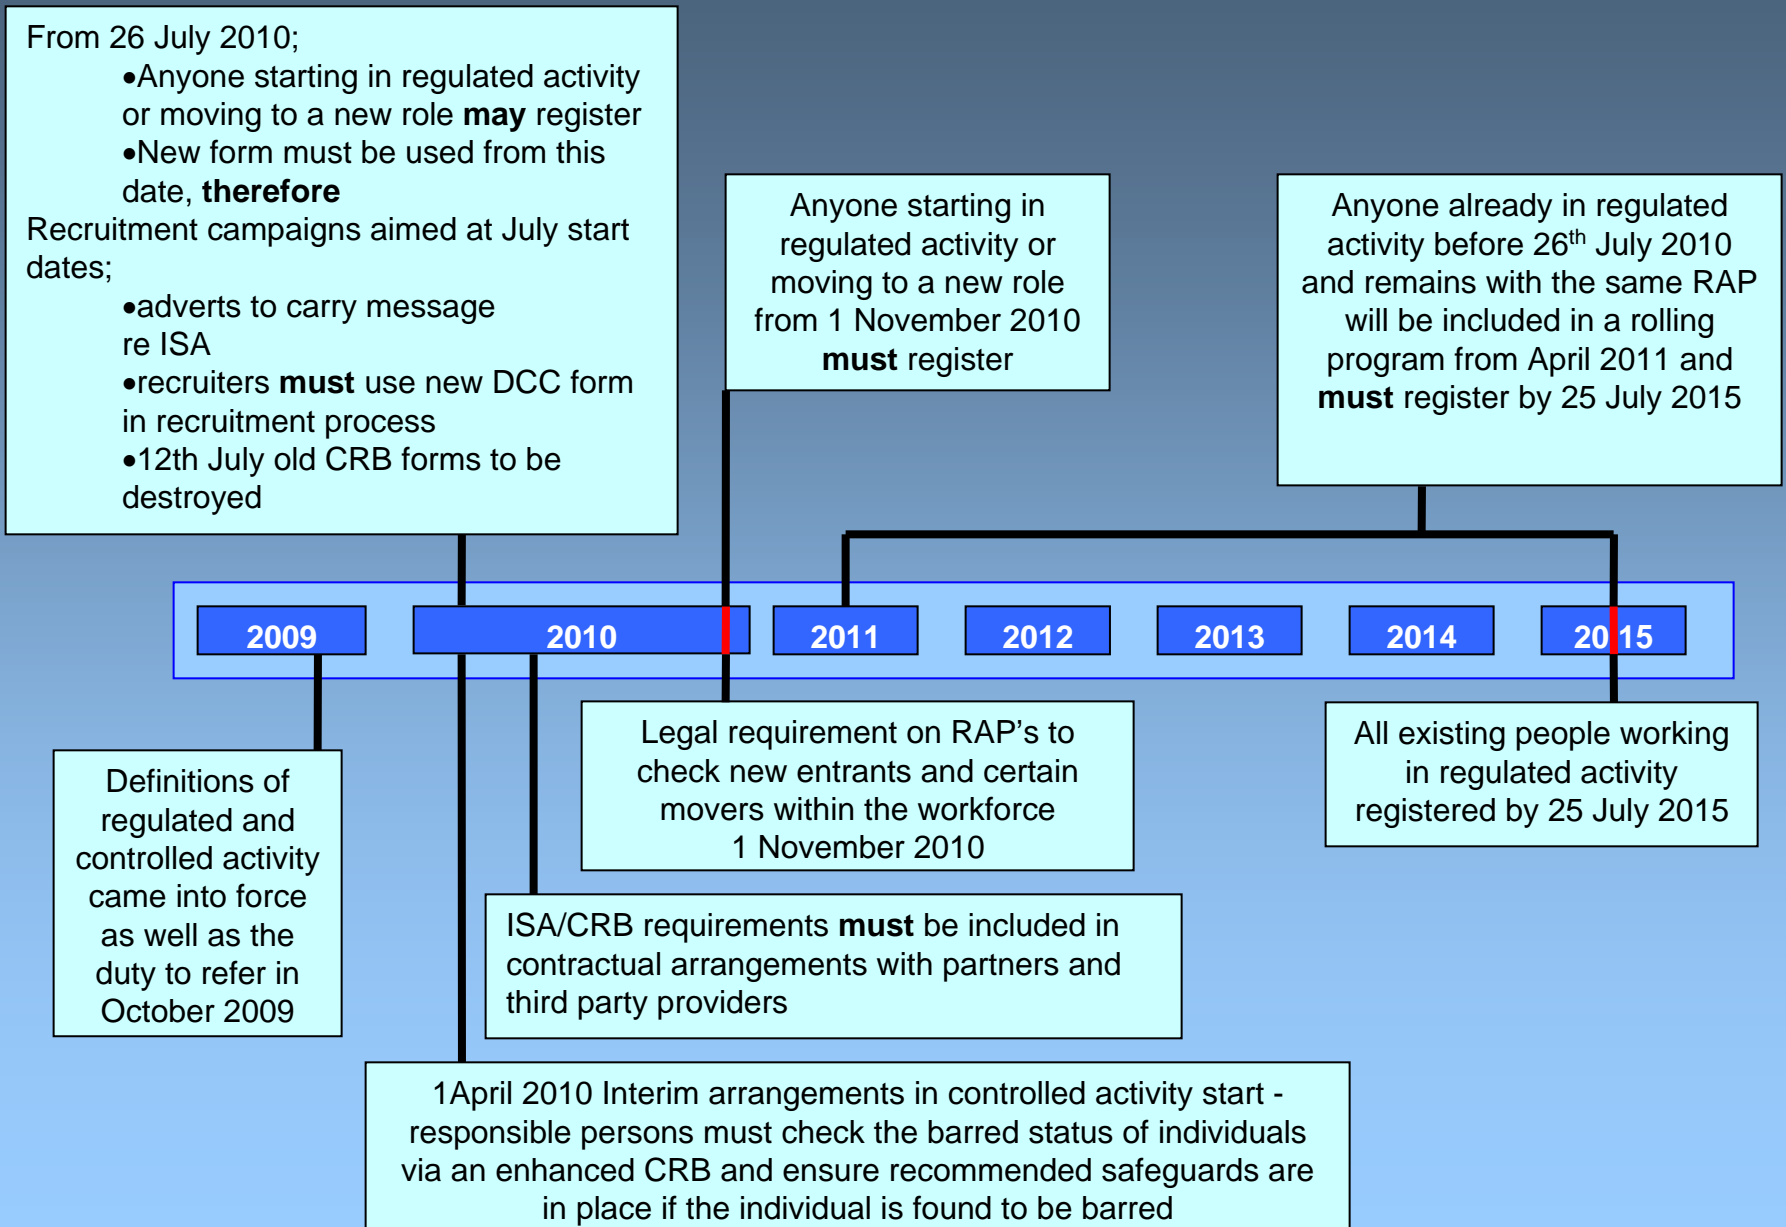 From 26 July 2010;
•Anyone starting in regulated activity
or moving to a new role may register
•New form must be used from this
date, therefore
Recruitment campaigns aimed at July start
dates;
•adverts to carry message
re ISA
•recruiters must use new DCC form
in recruitment process
•12th July old CRB forms to be
destroyed
Anyone starting in
regulated activity or
moving to a new role
from 1 November 2010
must register
Anyone already in regulated
activity before 26th July 2010
and remains with the same RAP
will be included in a rolling
program from April 2011 and
must register by 25 July 2015
2009
2010
2011
2012
2013
2014
2015
Definitions of
regulated and
controlled activity
came into force
as well as the
duty to refer in
October 2009
Legal requirement on RAP's to
check new entrants and certain
movers within the workforce
1 November 2010
All existing people working
in regulated activity
registered by 25 July 2015
ISA/CRB requirements must be included in
contractual arrangements with partners and
third party providers
1April 2010 Interim arrangements in controlled activity start -
responsible persons must check the barred status of individuals
via an enhanced CRB and ensure recommended safeguards are
in place if the individual is found to be barred